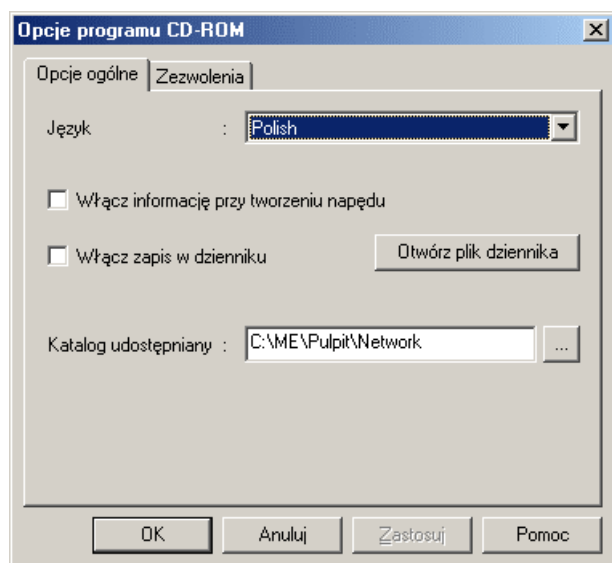 Opcje programu CD-ROM
Opcje ogólne Zezwolenia
Język : Polish
Włącz informację przy tworzeniu napędu
Włącz zapis w dzienniku Otwórz plik dziennika
Katalog udostępniany : C:\ME\Pulpit\Network ...
OK Anuluj Zastosuj Pomoc